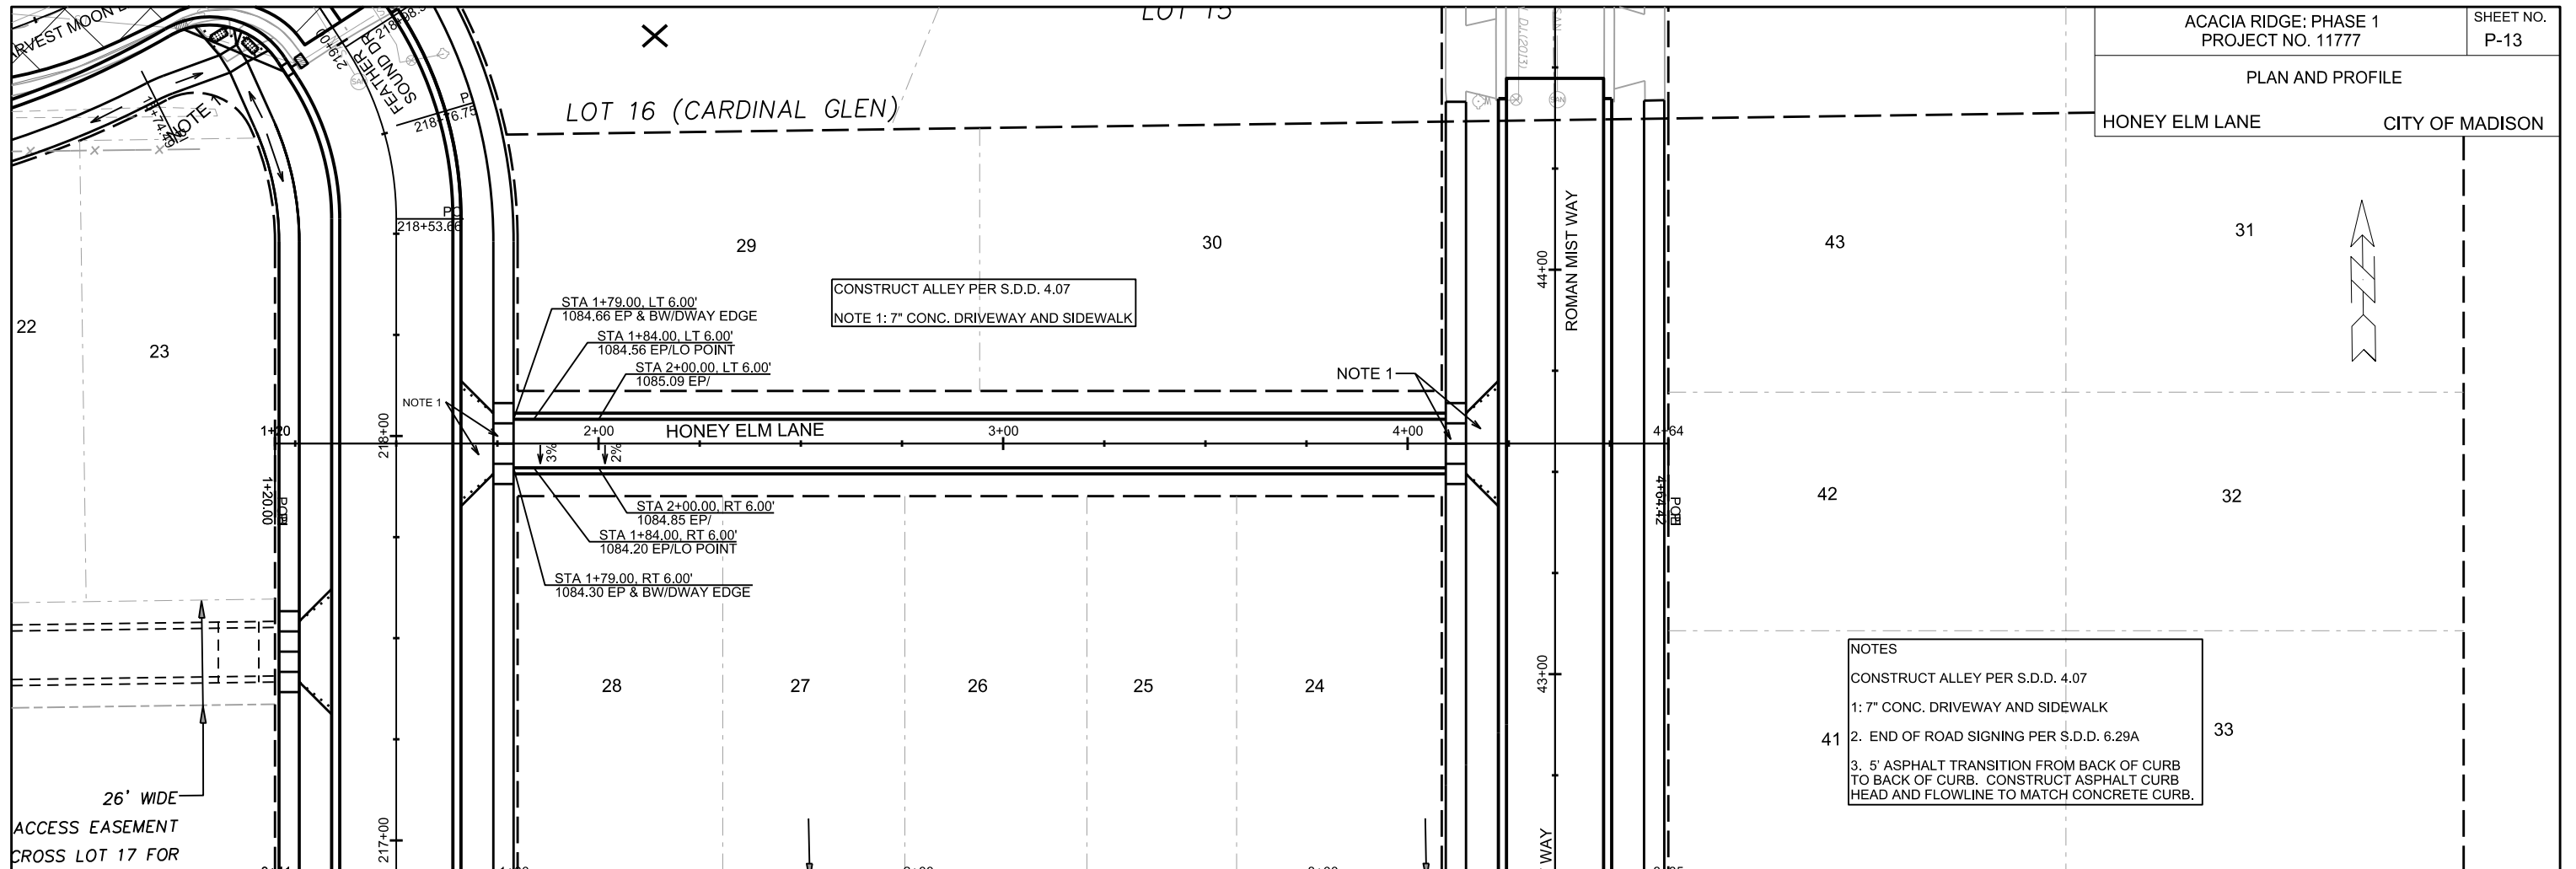 ACACIA RIDGE: PHASE 1
PROJECT NO. 11777
SHEET NO.
P-13
PLAN AND PROFILE
HONEY ELM LANE
CITY OF MADISON
LOT 15
LOT 16 (CARDINAL GLEN)
FEATHER
SOUND DR
219+00
218+76.75
NOTE 1
PC
218+53.66
22
23
29
30
43
31
CONSTRUCT ALLEY PER S.D.D. 4.07
NOTE 1: 7" CONC. DRIVEWAY AND SIDEWALK
STA 1+79.00, LT 6.00'
1084.66 EP & BW/DWAY EDGE
STA 1+84.00, LT 6.00'
1084.56 EP/LO POINT
STA 2+00.00, LT 6.00'
1085.09 EP/
NOTE 1
NOTE 1
44+00
ROMAN MIST WAY
1+20
218+00
2+00
HONEY ELM LANE
3+00
4+00
4+64
3%
2%
1+20.00
4+64.42
STA 2+00.00, RT 6.00'
1084.85 EP/
STA 1+84.00, RT 6.00'
1084.20 EP/LO POINT
STA 1+79.00, RT 6.00'
1084.30 EP & BW/DWAY EDGE
42
32
28
27
26
25
24
43+00
41
33
NOTES
CONSTRUCT ALLEY PER S.D.D. 4.07
1: 7" CONC. DRIVEWAY AND SIDEWALK
2. END OF ROAD SIGNING PER S.D.D. 6.29A
3. 5' ASPHALT TRANSITION FROM BACK OF CURB
TO BACK OF CURB. CONSTRUCT ASPHALT CURB
HEAD AND FLOWLINE TO MATCH CONCRETE CURB.
26' WIDE
ACCESS EASEMENT
CROSS LOT 17 FOR
217+00
WAY